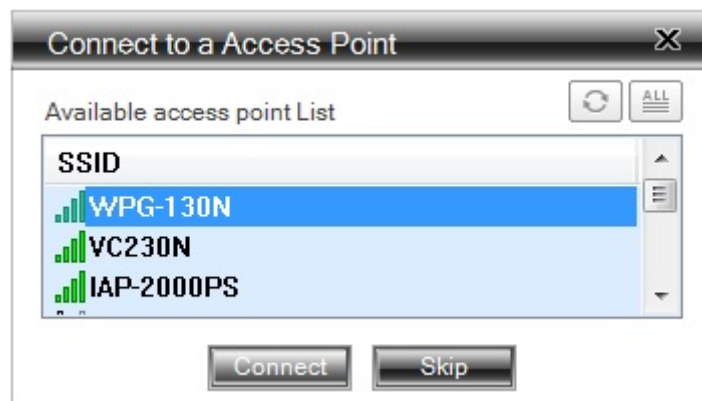 Connect to a Access Point
Available access point List
ALL
SSID
WPG-130N
VC230N
IAP-2000PS
Connect Skip